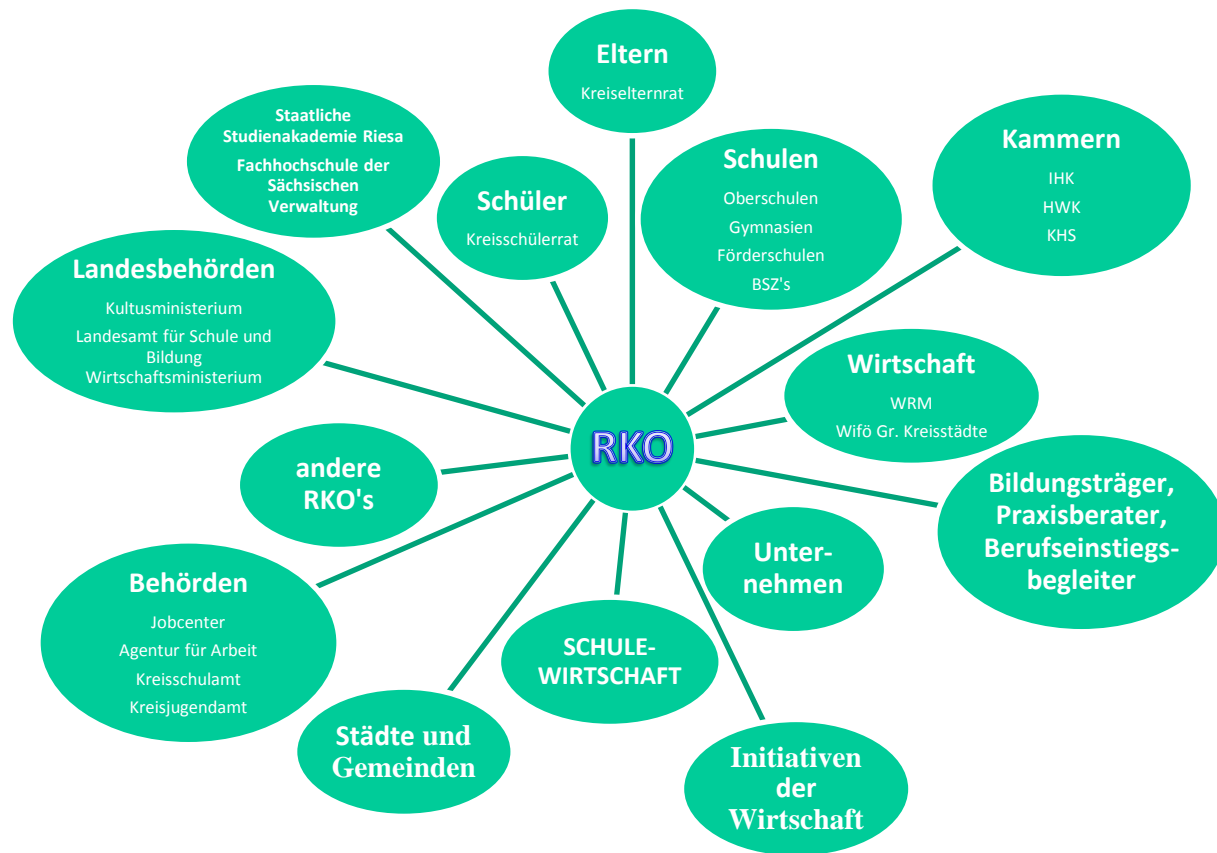 Eltern
Kreiselternrat
Staatliche
Studienakademie Riesa
Fachhochschule der
Sächsischen
Verwaltung
Schüler
Kreisschülerrat
Schulen
Oberschulen
Gymnasien
Förderschulen
BSZ's
Kammern
IHK
HWK
KHS
Landesbehörden
Kultusministerium
Landesamt für Schule und
Bildung
Wirtschaftsministerium
Wirtschaft
WRM
Wifö Gr. Kreisstädte
RKO
andere
RKO's
Bildungsträger,
Praxisberater,
Berufseinstiegs-
begleiter
Unter-
nehmen
Behörden
Jobcenter
Agentur für Arbeit
Kreisschulamt
Kreisjugendamt
SCHULE-
WIRTSCHAFT
Städte und
Gemeinden
Initiativen
der
Wirtschaft